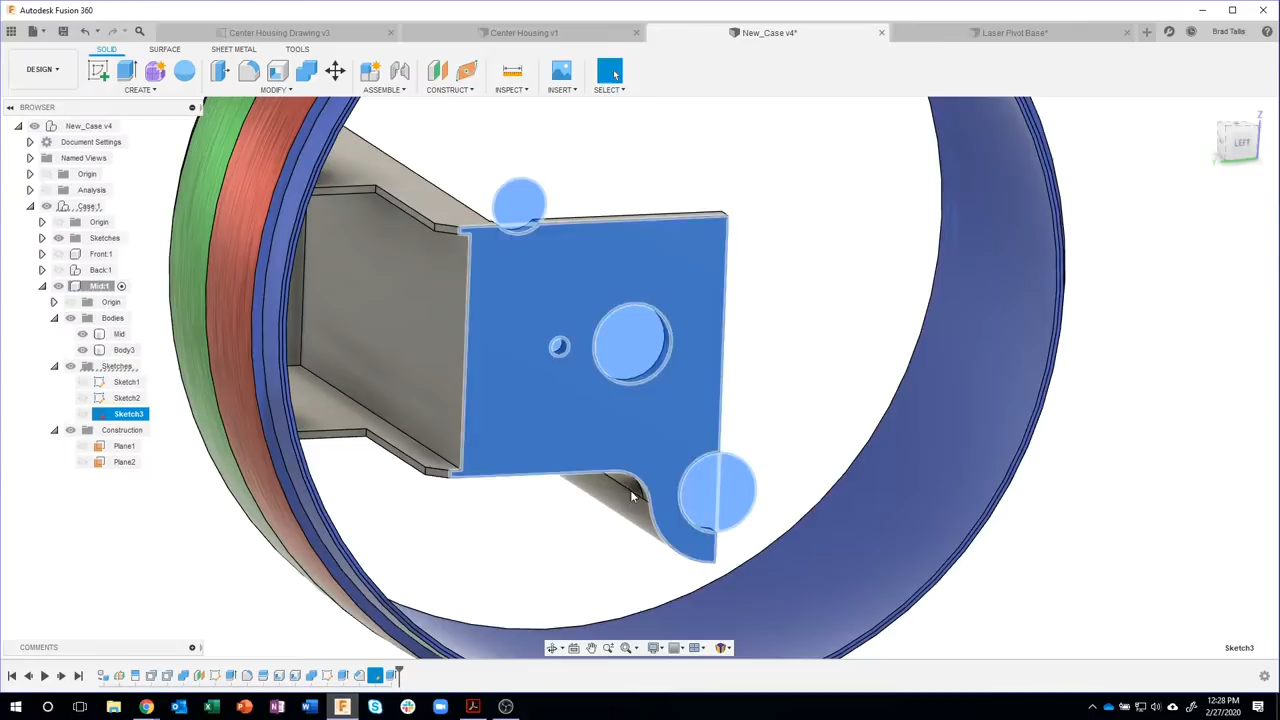 Autodesk Fusion 360
Center Housing Drawing v3
Center Housing v1
New_Case v4*
Laser Pivot Base*
Brad Tallis
SOLID
SURFACE
SHEET METAL
TOOLS
DESIGN
CREATE
MODIFY
ASSEMBLE
CONSTRUCT
INSPECT
INSERT
SELECT
BROWSER
New_Case v4
Document Settings
Named Views
Origin
Analysis
Case:1
Origin
Sketches
Front:1
Back:1
Mid:1
Origin
Bodies
Mid
Body3
Sketches
Sketch1
Sketch2
Sketch3
Construction
Plane1
Plane2
Z
LEFT
Y
COMMENTS
Sketch3
12:28 PM
2/27/2020